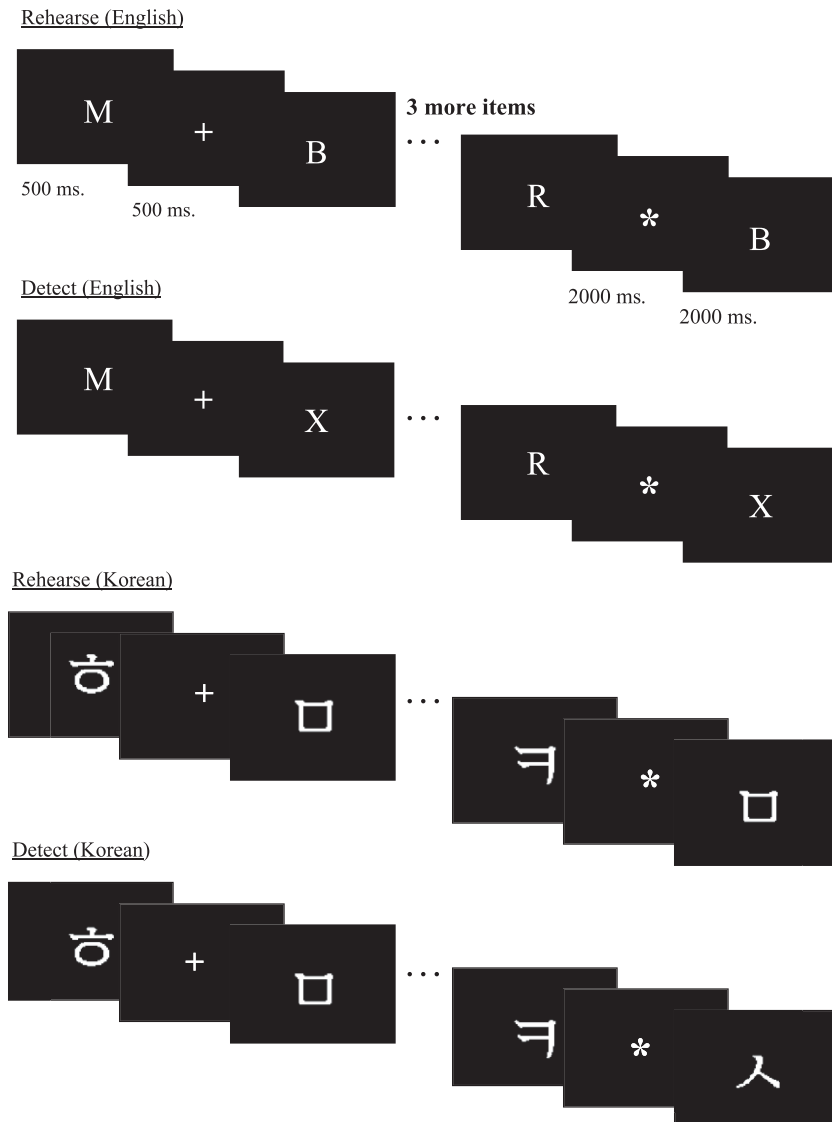 Rehearse (English)
M
+
B
3 more items
...
R
*
B
500 ms.
500 ms.
2000 ms.
2000 ms.
Detect (English)
M
+
X
...
R
*
X
Rehearse (Korean)
ㅎ
+
ㅁ
...
ㅋ
*
ㅁ
Detect (Korean)
ㅎ
+
ㅁ
...
ㅋ
*
ㅅ